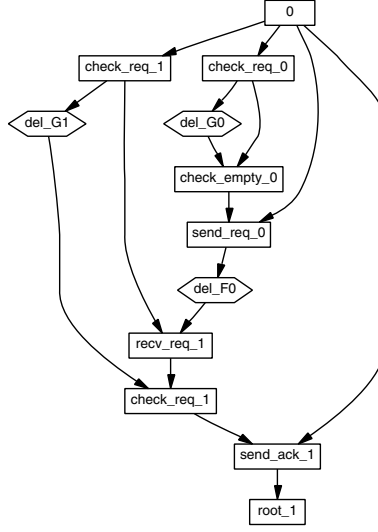 0
check_req_1
check_req_0
del_G1
del_G0
check_empty_0
send_req_0
del_F0
recv_req_1
check_req_1
send_ack_1
root_1